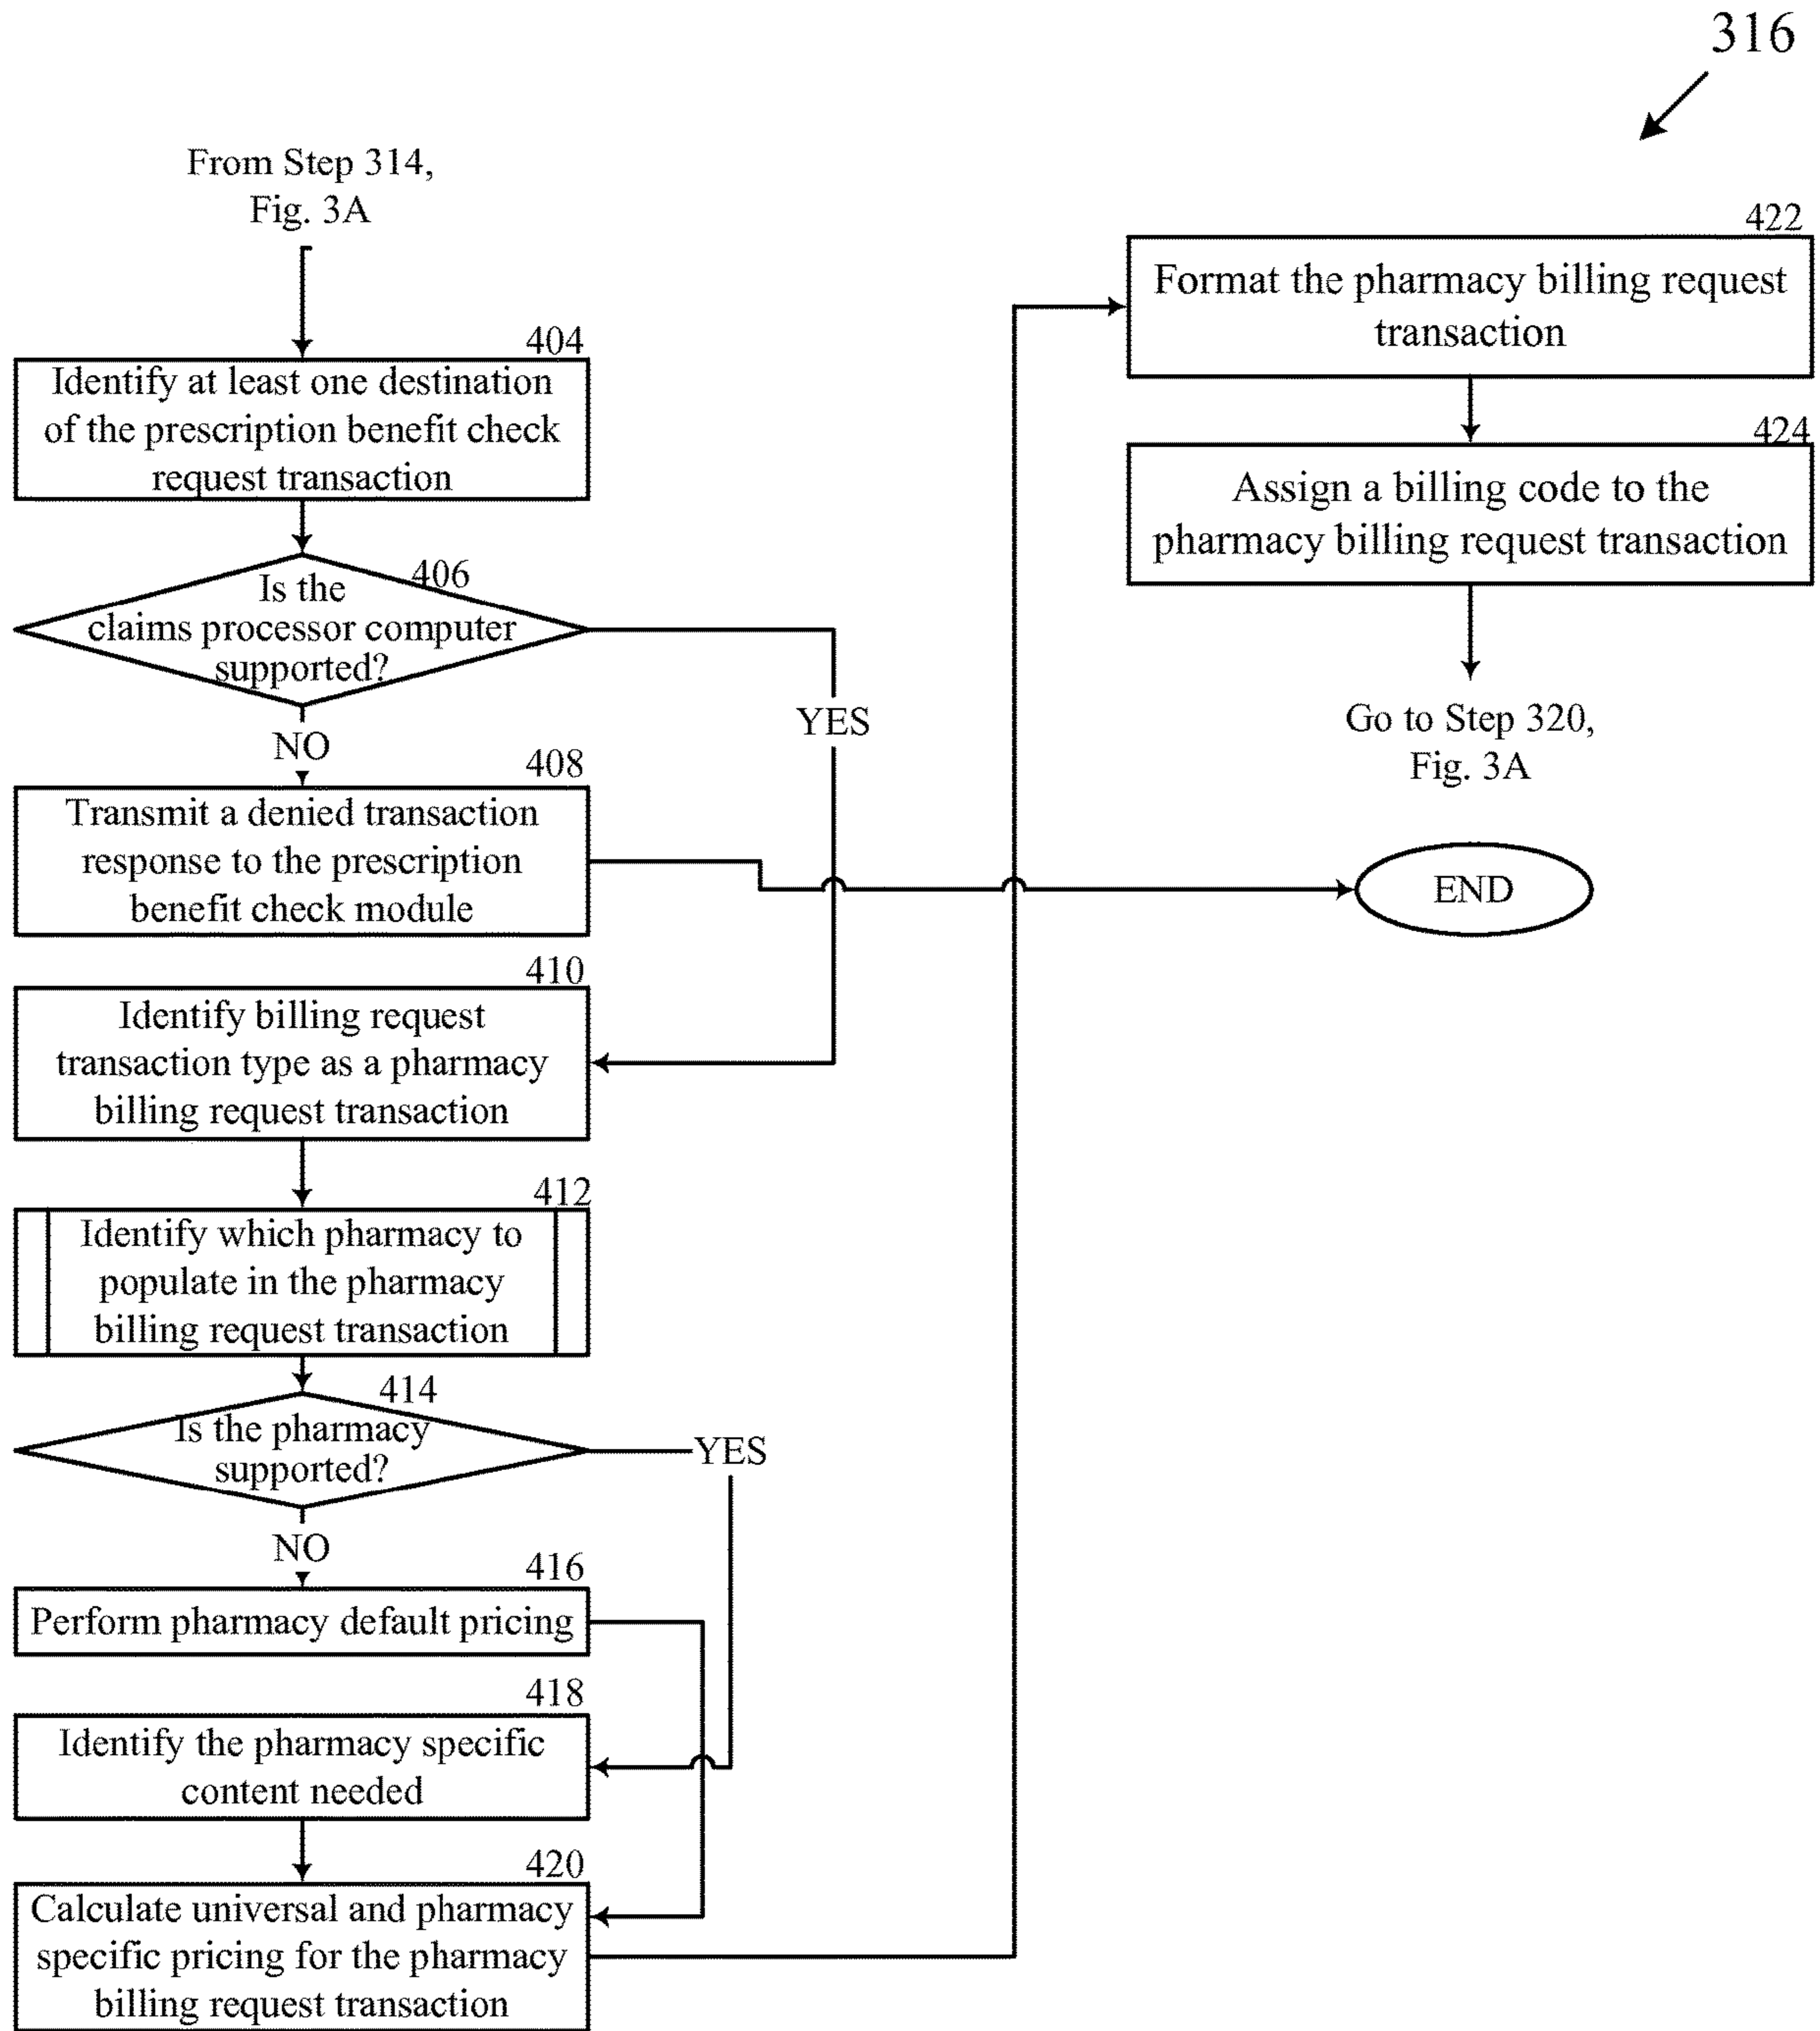 316
From Step 314,
Fig. 3A
404
Identify at least one destination
of the prescription benefit check
request transaction
406
Is the
claims processor computer
supported?
YES
NO
408
Transmit a denied transaction
response to the prescription
benefit check module
410
Identify billing request
transaction type as a pharmacy
billing request transaction
412
Identify which pharmacy to
populate in the pharmacy
billing request transaction
414
Is the pharmacy
supported?
YES
NO
416
Perform pharmacy default pricing
418
Identify the pharmacy specific
content needed
420
Calculate universal and pharmacy
specific pricing for the pharmacy
billing request transaction
422
Format the pharmacy billing request
transaction
424
Assign a billing code to the
pharmacy billing request transaction
Go to Step 320,
Fig. 3A
END